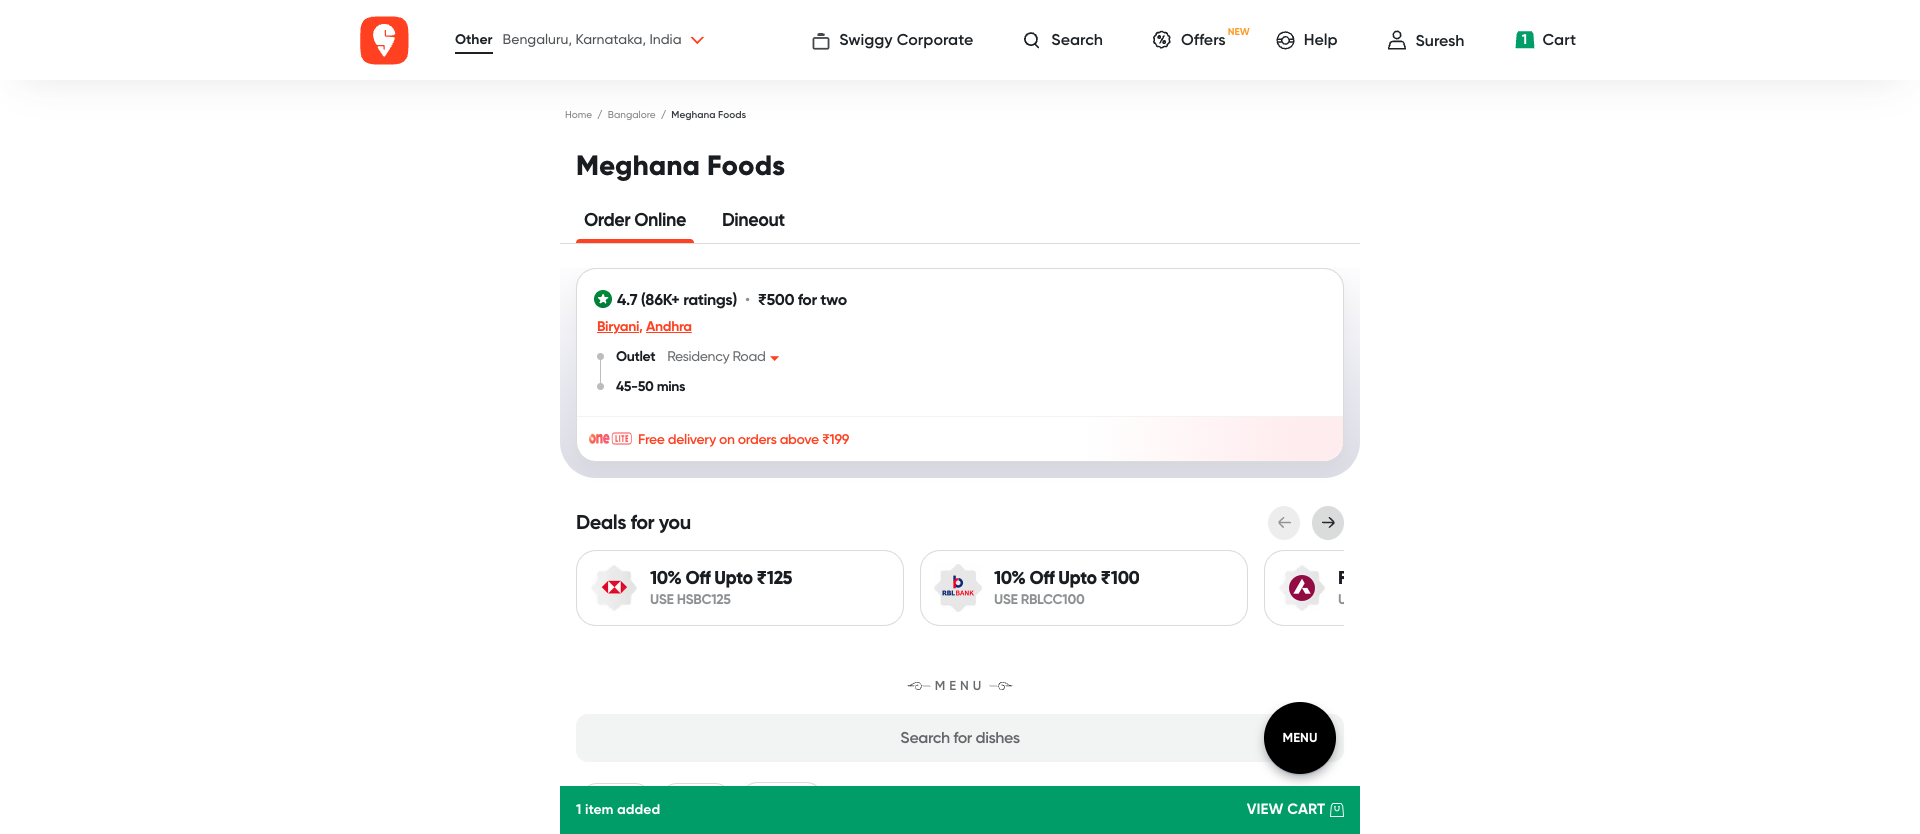 Other Bengaluru, Karnataka, India Swiggy Corporate Search Offers NEW Help Suresh 1 Cart
Home / Bangalore / Meghana Foods
Meghana Foods
Order Online Dineout
4.7 (86K+ ratings) • ₹500 for two
Biryani, Andhra
Outlet Residency Road
45-50 mins
one LITE Free delivery on orders above ₹199
Deals for you
10% Off Upto ₹125
USE HSBC125
RBLBANK
10% Off Upto ₹100
USE RBLCC100
MENU
Search for dishes
MENU
1 item added VIEW CART